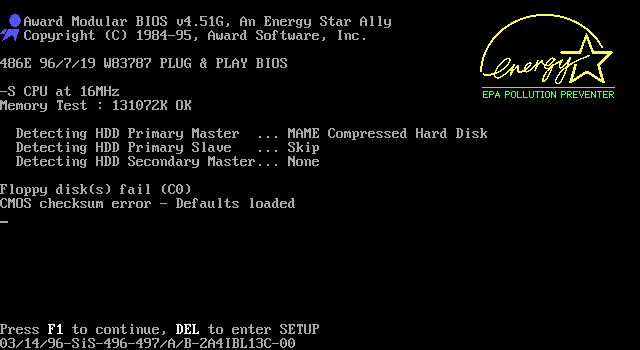 Award Modular BIOS v4.51G, An Energy Star Ally
Copyright (C) 1984-95, Award Software, Inc.
energy
EPA POLLUTION PREVENTER
486E 96/7/19 W83787 PLUG & PLAY BIOS
-S CPU at 16MHz
Memory Test : 131072K OK
Detecting HDD Primary Master ... MAME Compressed Hard Disk
Detecting HDD Primary Slave ... Skip
Detecting HDD Secondary Master... None
Floppy disk(s) fail (C0)
CMOS checksum error - Defaults loaded
_
Press F1 to continue, DEL to enter SETUP
03/14/96-SiS-496-497/A/B-2A4IBL13C-00